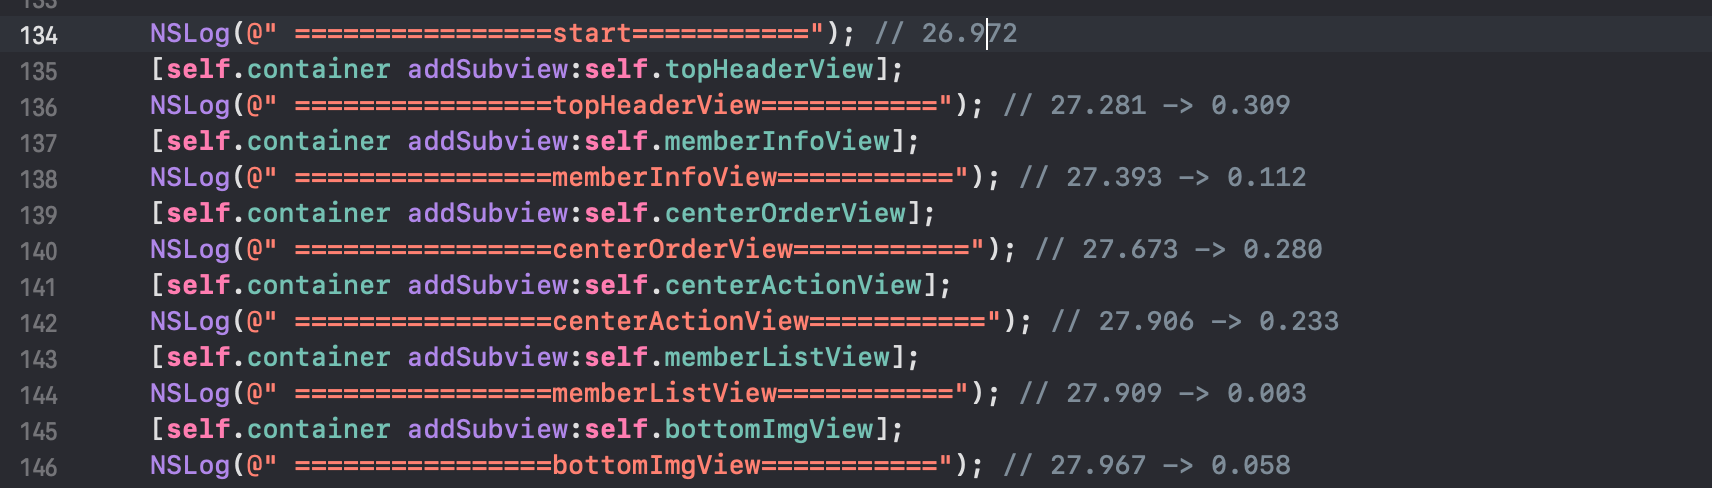 133
134 NSLog(@" ================start==========="); // 26.972
135 [self.container addSubview:self.topHeaderView];
136 NSLog(@" ================topHeaderView==========="); // 27.281 -> 0.309
137 [self.container addSubview:self.memberInfoView];
138 NSLog(@" ================memberInfoView==========="); // 27.393 -> 0.112
139 [self.container addSubview:self.centerOrderView];
140 NSLog(@" ================centerOrderView==========="); // 27.673 -> 0.280
141 [self.container addSubview:self.centerActionView];
142 NSLog(@" ================centerActionView==========="); // 27.906 -> 0.233
143 [self.container addSubview:self.memberListView];
144 NSLog(@" ================memberListView==========="); // 27.909 -> 0.003
145 [self.container addSubview:self.bottomImgView];
146 NSLog(@" ================bottomImgView==========="); // 27.967 -> 0.058